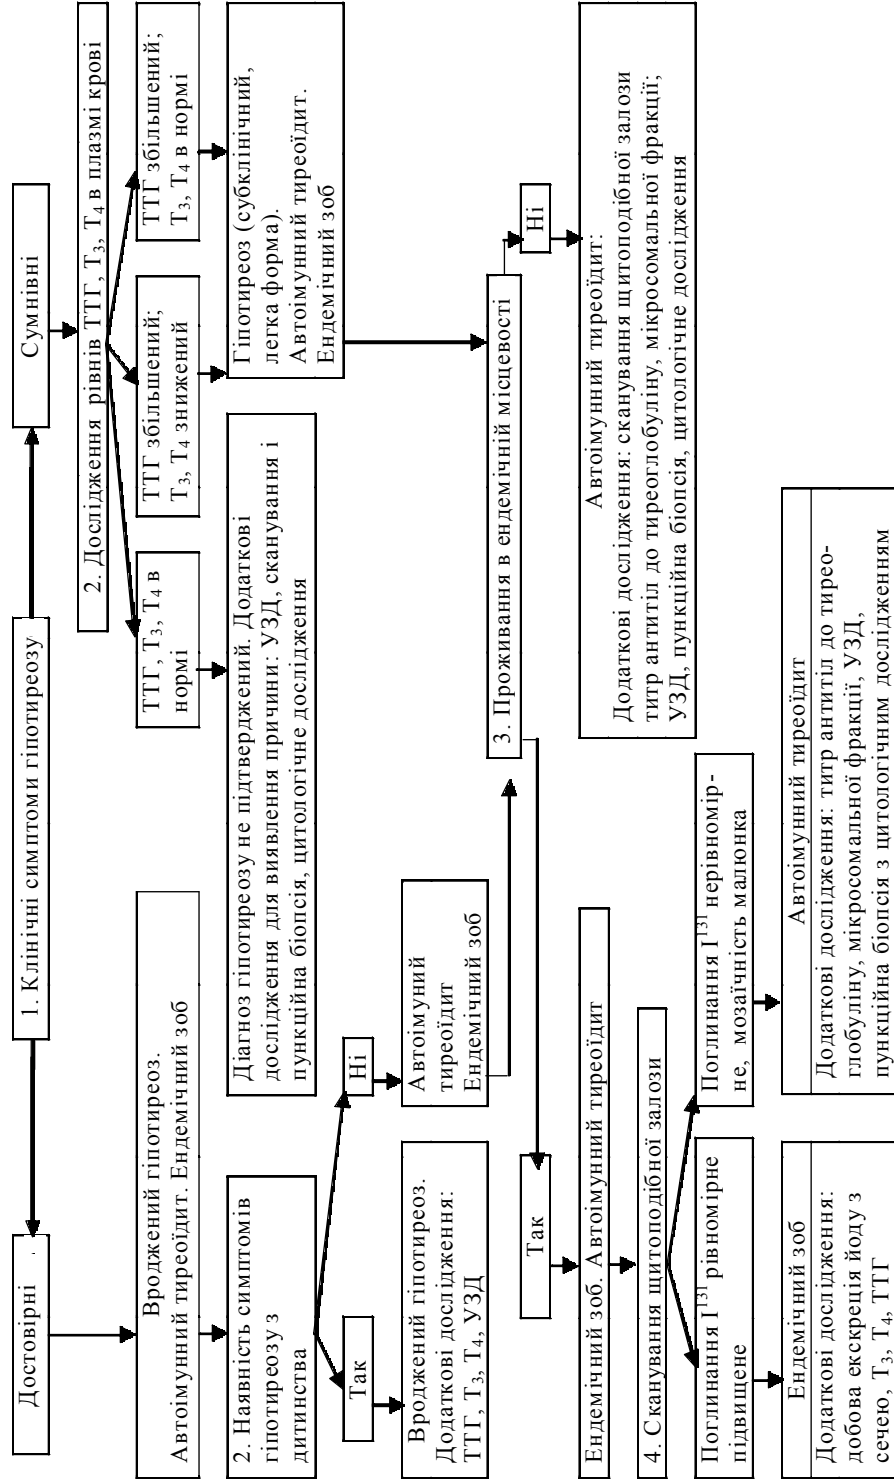 1. Клінічні симптоми гіпотиреозу
Достовірні
Сумнівні
Вроджений гіпотиреоз.
Автоімунний тиреоїдит. Ендемічний зоб
2. Дослідження рівнів ТТГ, Т3, Т4 в плазмі крові
2. Наявність симптомів
гіпотиреозу з
дитинства
ТТГ, Т3, Т4 в
нормі
ТТГ збільшений;
Т3, Т4 знижений
ТТГ збільшений;
Т3, Т4 в нормі
Діагноз гіпотиреозу не підтверджений. Додаткові
дослідження для виявлення причини: УЗД, сканування і
пункційна біопсія, цитологічне дослідження
Гіпотиреоз (субклінічний,
легка форма).
Автоімунний тиреоїдит.
Ендемічний зоб
Так
Ні
Вроджений гіпотиреоз.
Додаткові дослідження:
ТТГ, Т3, Т4, УЗД
Автоімуний
тиреоїдит
Ендемічний зоб
3. Проживання в ендемічній місцевості
Так
Ні
Ендемічний зоб. Автоімунний тиреоїдит
Автоімунний тиреоїдит:
Додаткові дослідження: сканування щитоподібної залози
титр антитіл до тиреоглобуліну, мікросомальної фракції;
УЗД, пункційна біопсія, цитологічне дослідження
4. Сканування щитоподібної залози
Поглинання І131 рівномірне
підвищене
Поглинання І131 нерівномір-
не, мозаїчність малюнка
Ендемічний зоб
Додаткові дослідження:
добова екскреція йоду з
сечею, Т3, Т4, ТТГ
Автоімунний тиреоїдит
Додаткові дослідження: титр антитіл до тирео-
глобуліну, мікросомальної фракції, УЗД,
пункційна біопсія з цитологічним дослідженням